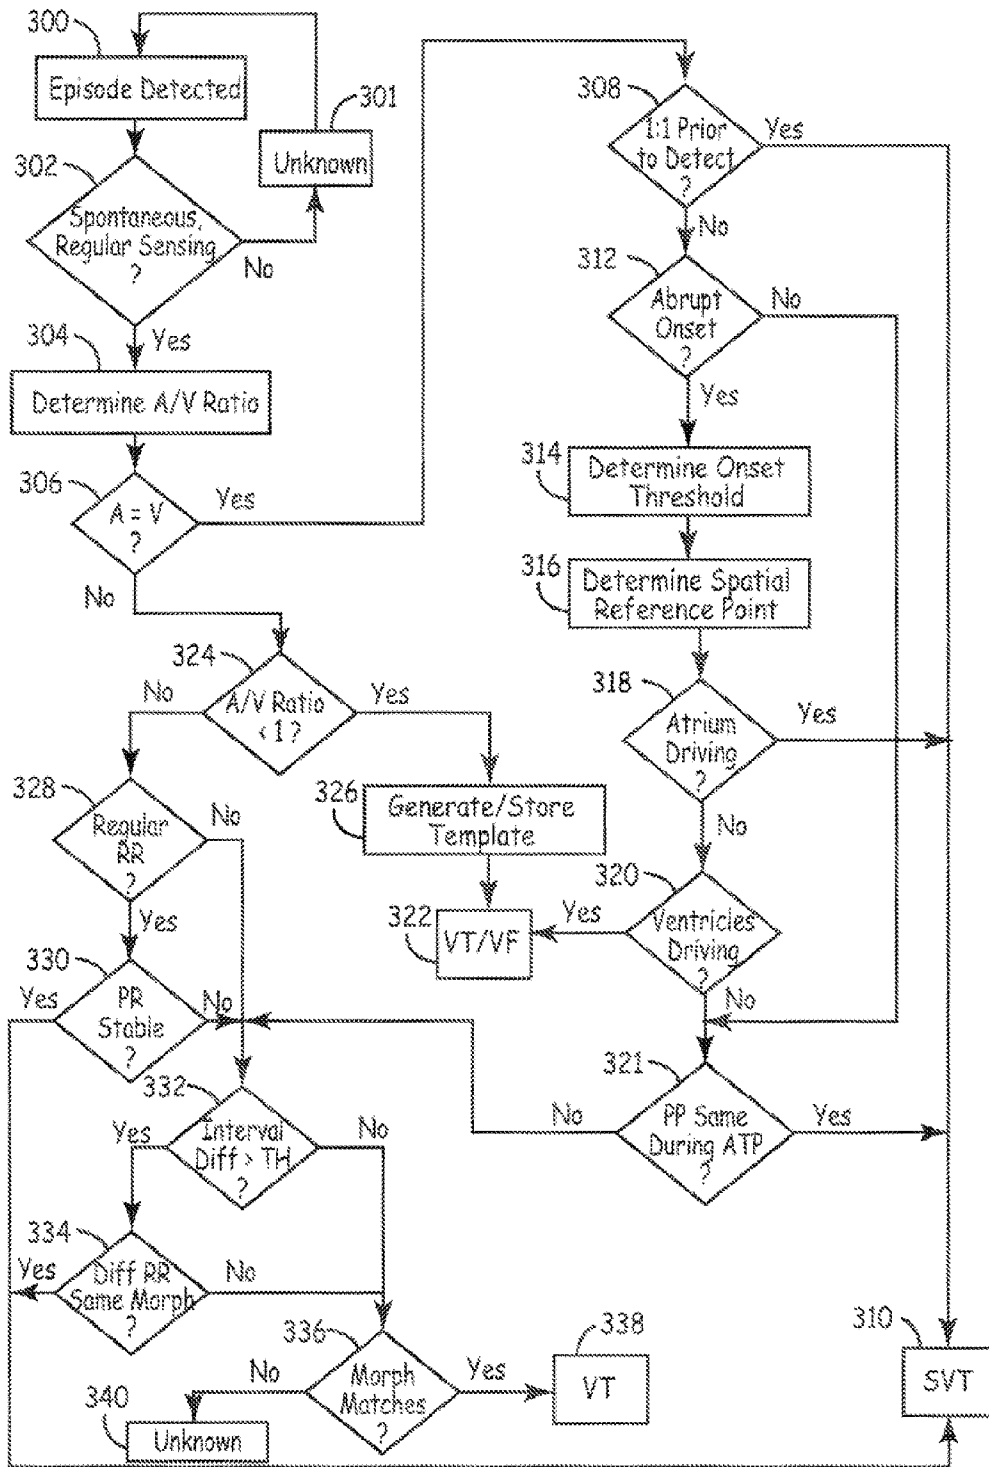 300
Episode Detected
301
Unknown
302
Spontaneous,
Regular Sensing
?
No
Yes
304
Determine A/V Ratio
306
A = V
?
Yes
No
308
1:1 Prior
to Detect
?
Yes
No
312
Abrupt
Onset
?
No
Yes
314
Determine Onset
Threshold
316
Determine Spatial
Reference Point
318
Atrium
Driving
?
Yes
No
320
Ventricles
Driving
?
Yes
No
322
VT/VF
321
PP Same
During ATP
?
No
Yes
324
A/V Ratio
< 1 ?
No
Yes
326
Generate/Store
Template
328
Regular
RR
?
No
Yes
330
PR
Stable
?
Yes
No
332
Interval
Diff > TH
?
Yes
No
334
Diff RR
Same Morph
?
Yes
No
336
Morph
Matches
?
No
Yes
338
VT
340
Unknown
310
SVT